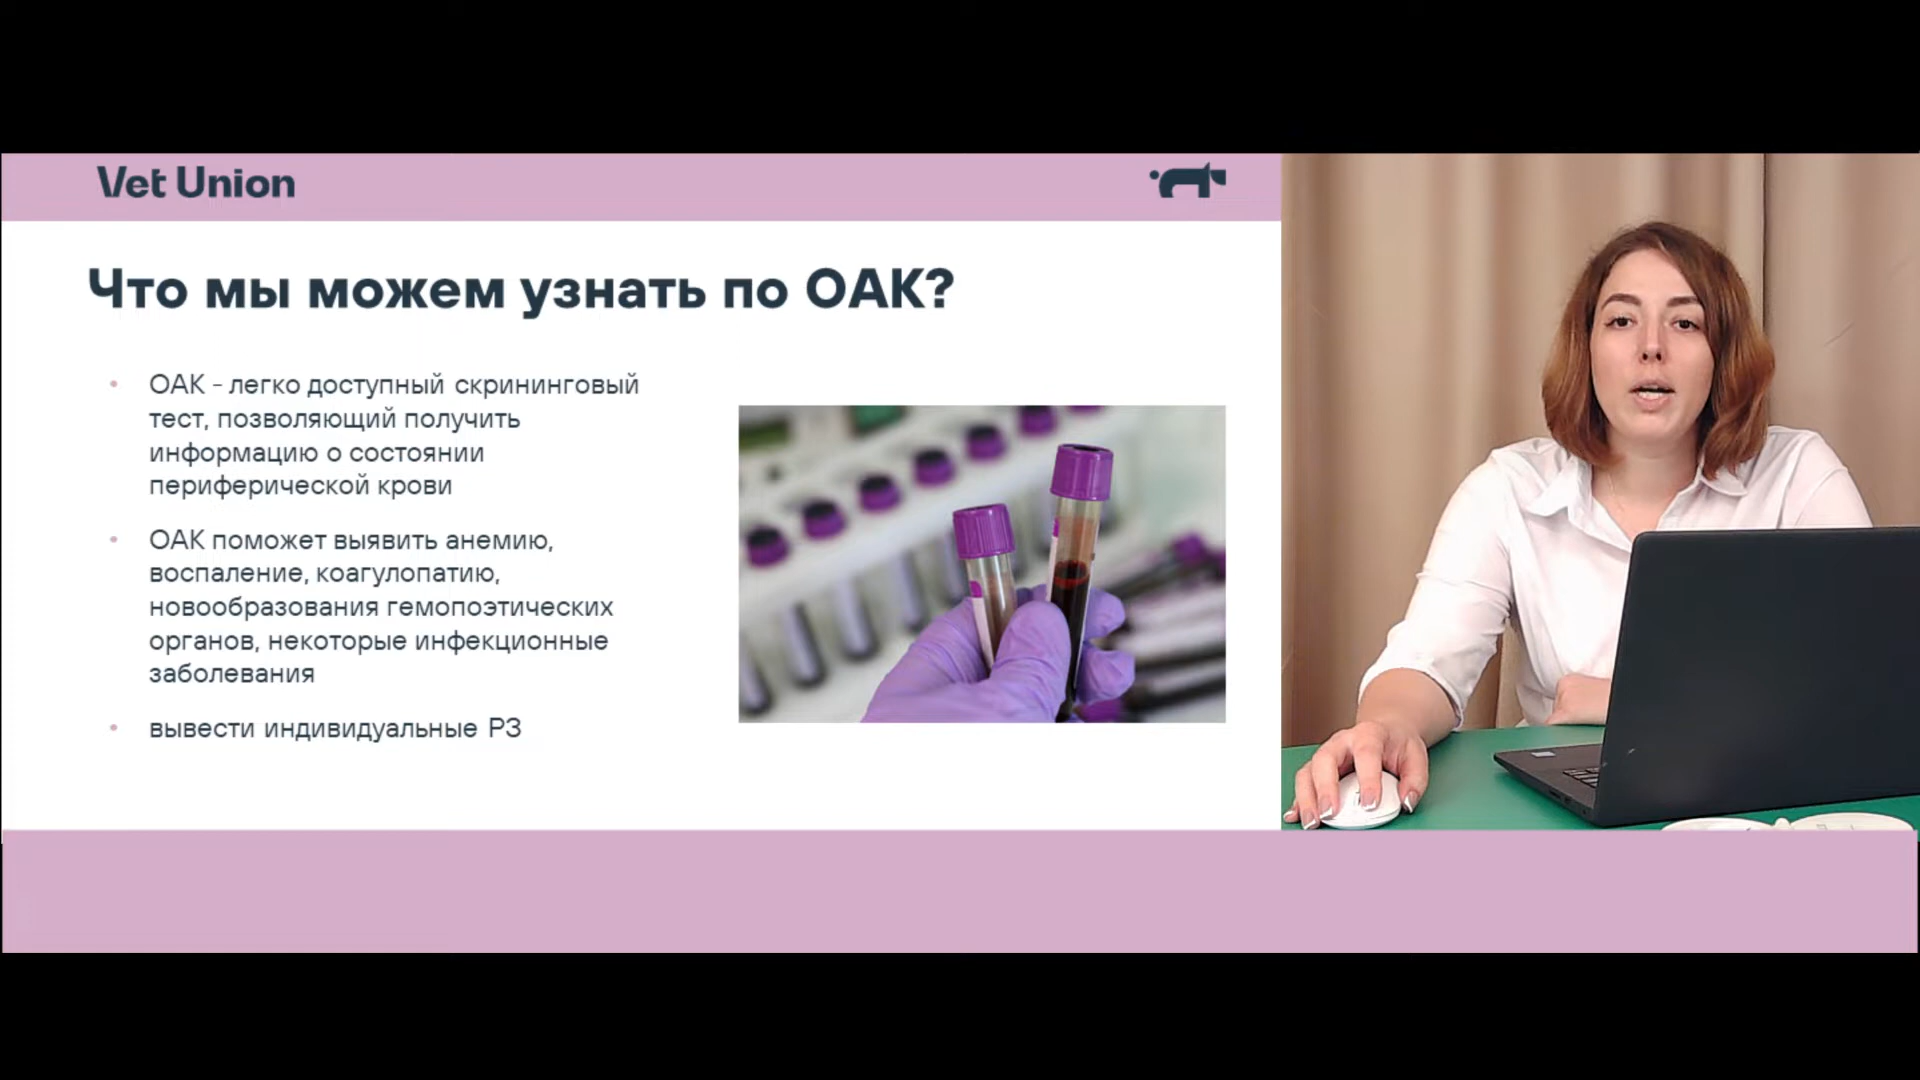 Vet Union
Что мы можем узнать по ОАК?
• ОАК - легко доступный скрининговый
тест, позволяющий получить
информацию о состоянии
периферической крови
• ОАК поможет выявить анемию,
воспаление, коагулопатию,
новообразования гемопоэтических
органов, некоторые инфекционные
заболевания
• вывести индивидуальные РЗ